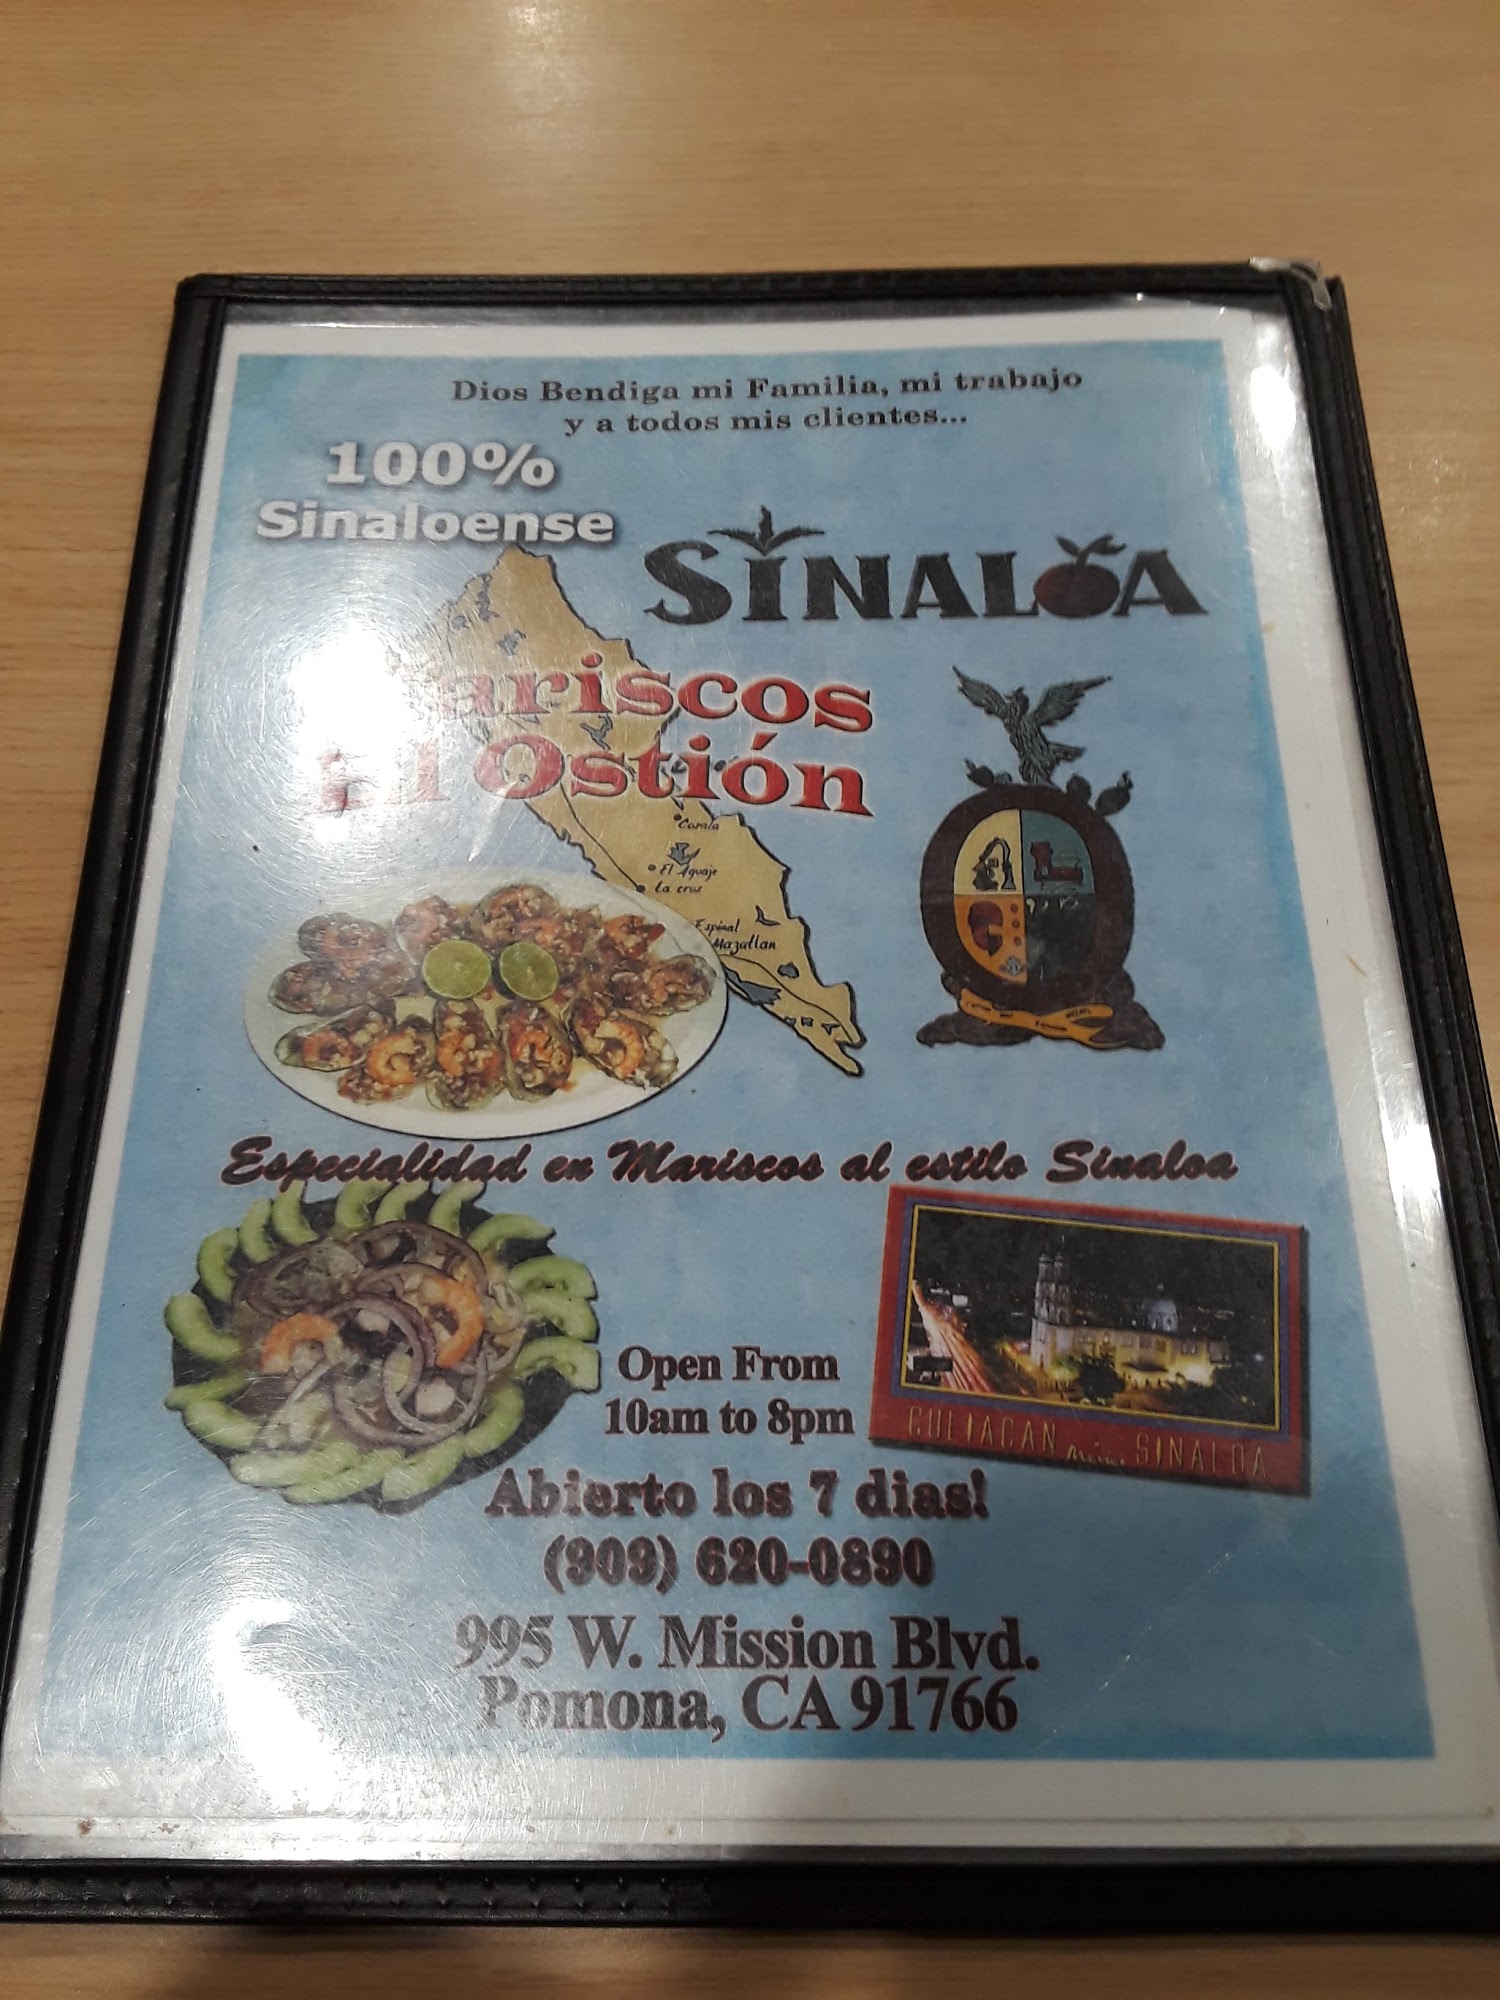 Dios Bendiga mi Familia, mi trabajo
y a todos mis clientes...
100%
Sinaloense
SINALOA
Mariscos
El Ostión
Cosala
El Aguaje
La cruz
Espinal
Mazatlan
Especialidad en Mariscos al estilo Sinaloa
CULIACAN SINALOA
Open From
10am to 8pm
Abierto los 7 dias!
(909) 620-0890
995 W. Mission Blvd.
Pomona, CA 91766